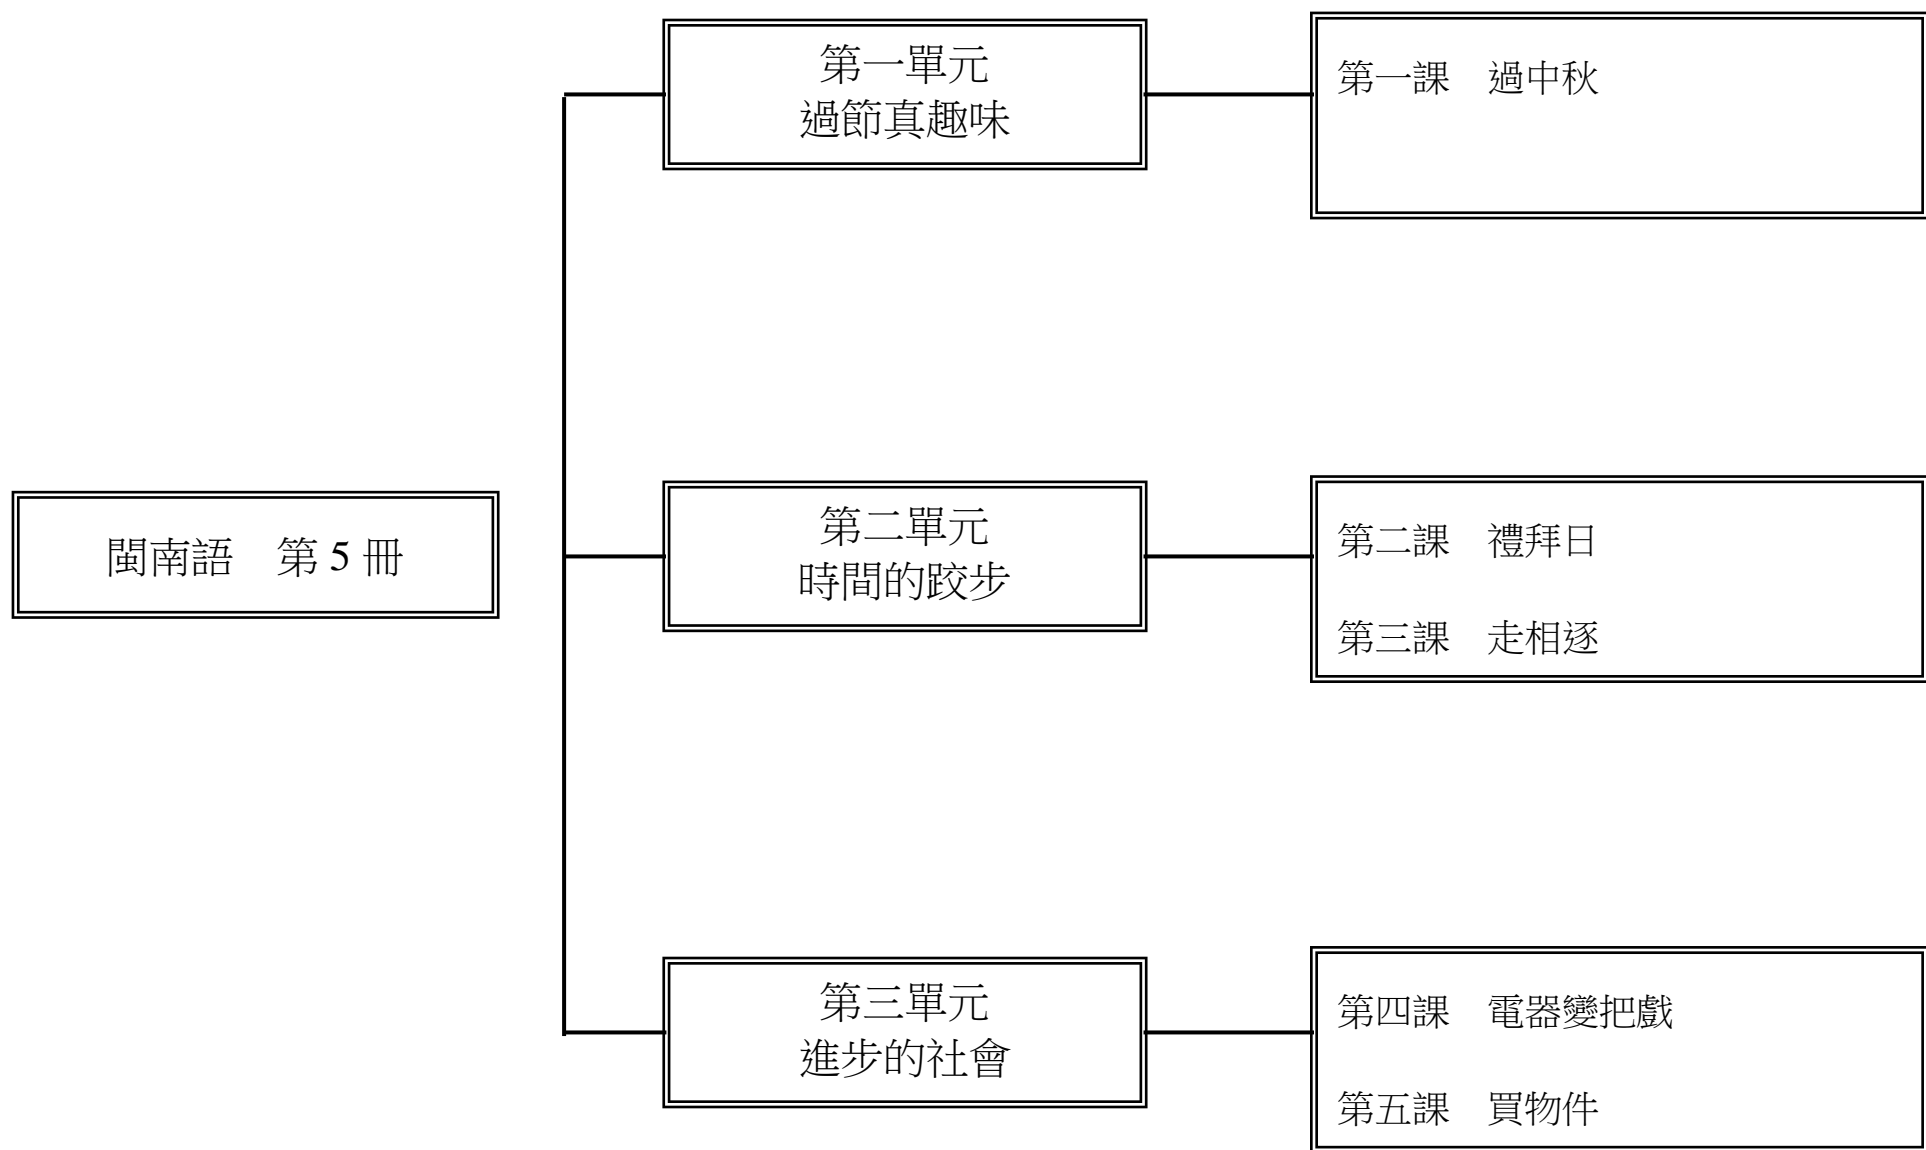 第一單元
過節真趣味
第一課　過中秋
閩南語　第 5 冊
第二單元
時間的跤步
第二課　禮拜日
第三課　走相逐
第三單元
進步的社會
第四課　電器變把戲
第五課　買物件